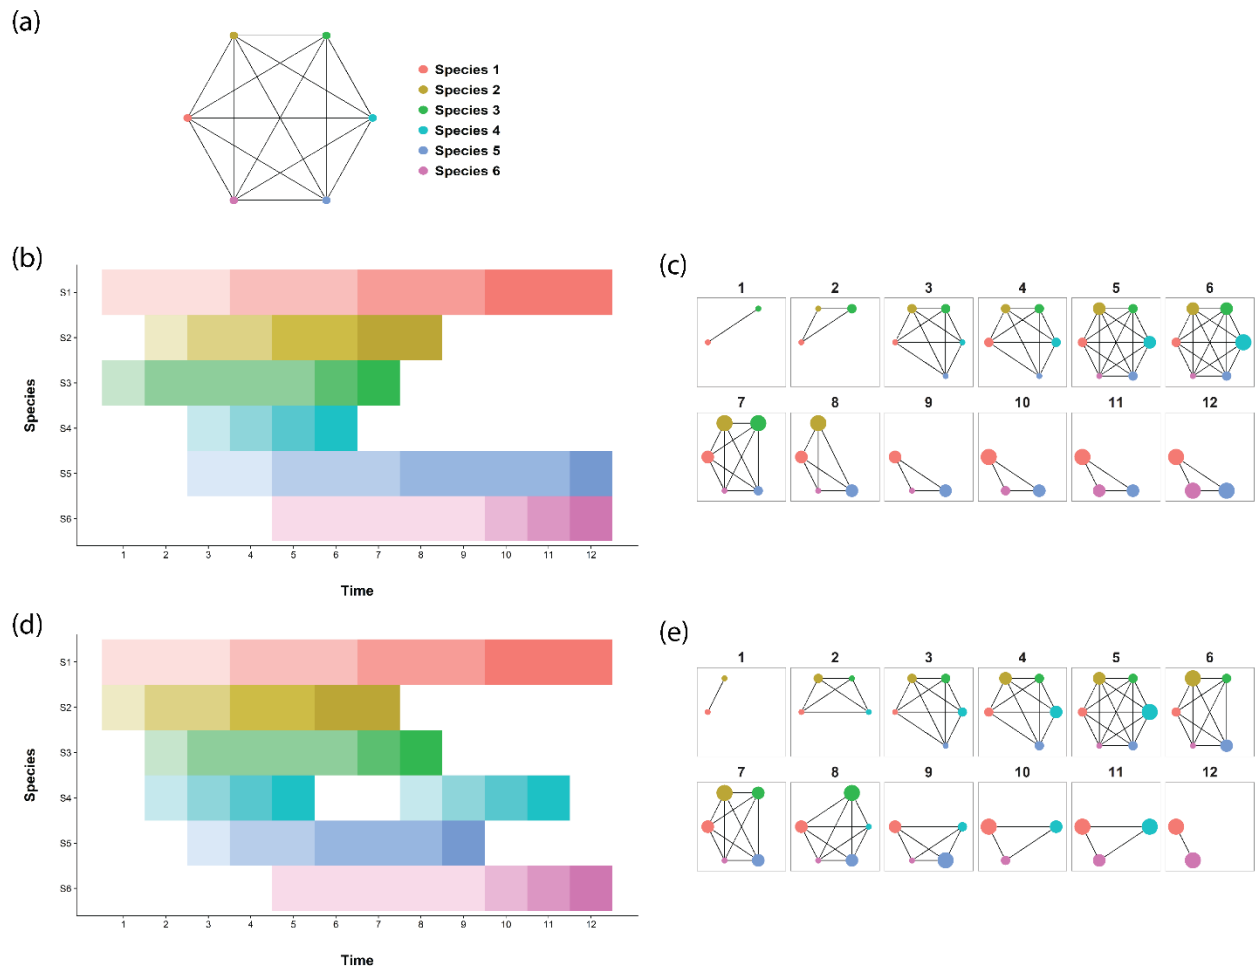 (a)
Species 1
Species 2
Species 3
Species 4
Species 5
Species 6
(b)
Species
S1
S2
S3
S4
S5
S6
1 2 3 4 5 6 7 8 9 10 11 12
Time
(c)
1 2 3 4 5 6
7 8 9 10 11 12
(d)
Species
S1
S2
S3
S4
S5
S6
1 2 3 4 5 6 7 8 9 10 11 12
Time
(e)
1 2 3 4 5 6
7 8 9 10 11 12